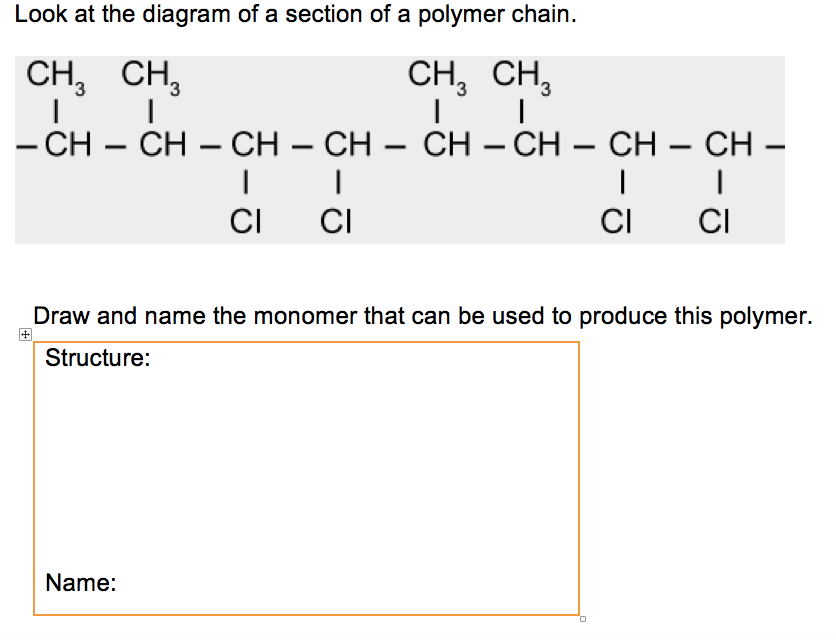 Look at the diagram of a section of a polymer chain.
CH₃ CH₃ CH₃ CH₃
– CH – CH – CH – CH – CH – CH – CH – CH –
Cl Cl Cl Cl
Draw and name the monomer that can be used to produce this polymer.
Structure:
Name: